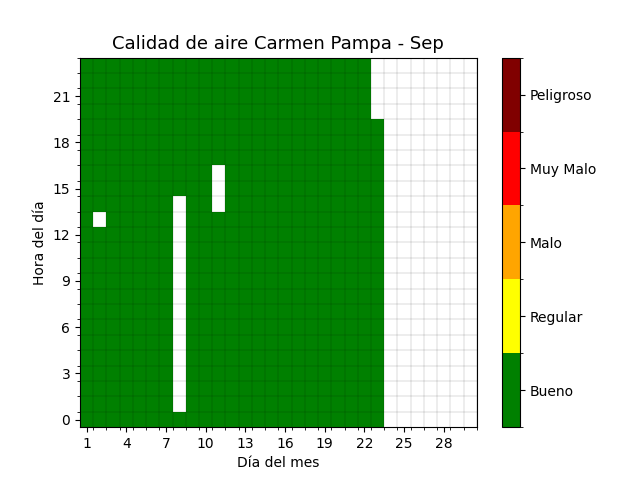 Calidad de aire Carmen Pampa - Sep
21
18
15
12
9
6
3
0
Hora del día
1 4 7 10 13 16 19 22 25 28
Día del mes
Peligroso
Muy Malo
Malo
Regular
Bueno